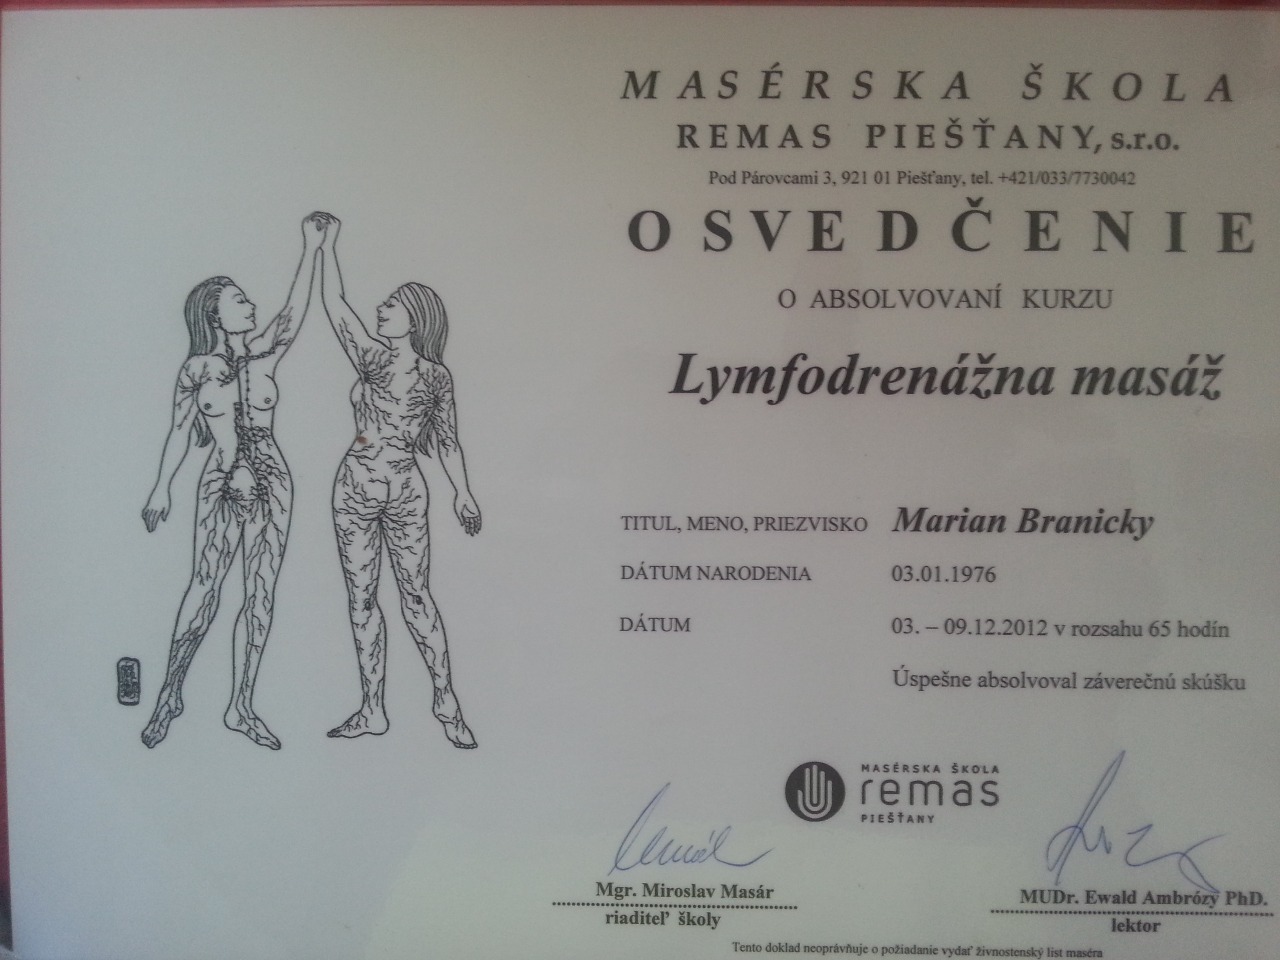 MASÉRSKA ŠKOLA
REMAS PIEŠŤANY, s.r.o.
Pod Párovcami 3, 921 01 Piešťany, tel. +421/033/7730042
OSVEDČENIE
O ABSOLVOVANÍ KURZU
Lymfodrenážna masáž
TITUL, MENO, PRIEZVISKO Marian Branicky
DÁTUM NARODENIA 03.01.1976
DÁTUM 03. – 09.12.2012 v rozsahu 65 hodín
Úspešne absolvoval záverečnú skúšku
MASÉRSKA ŠKOLA
remas
PIEŠŤANY
Mgr. Miroslav Masár
riaditeľ školy
MUDr. Ewald Ambrózy PhD.
lektor
Tento doklad neoprávňuje o požiadanie vydať živnostenský list maséra